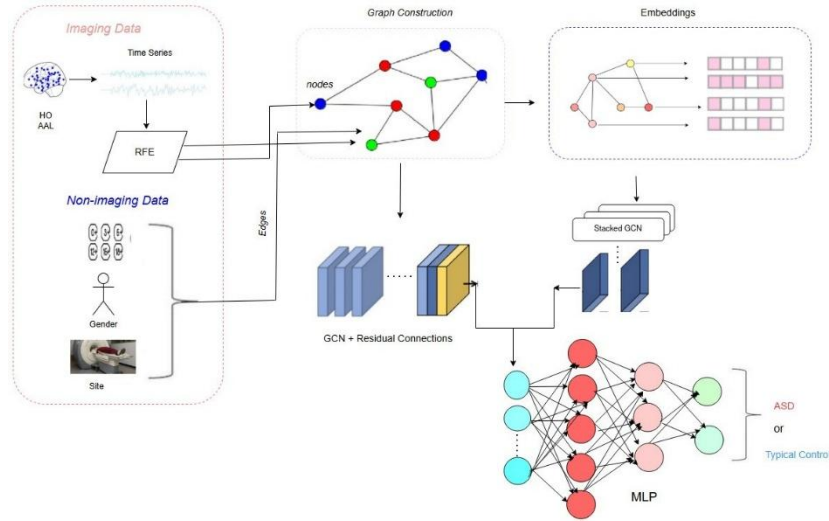 Imaging Data
Time Series
HO
AAL
RFE
Non-imaging Data
Gender
Site
Graph Construction
nodes
Edges
Embeddings
Stacked GCN
GCN + Residual Connections
MLP
ASD
or
Typical Control